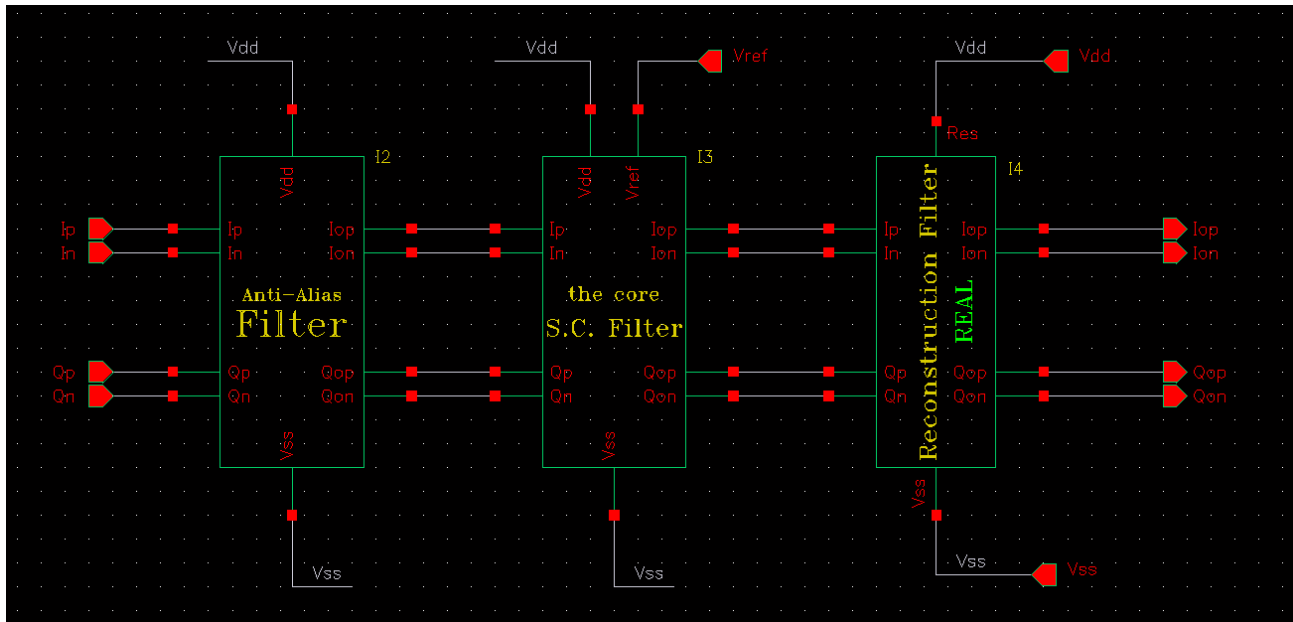 Vdd
Vdd
Vref
Vdd
Vdd
Res
I2
I3
I4
Vdd
Vdd
Vref
Ip
Ip
Iop
Ip
Iop
Ip
Iop
Iop
In
In
Ion
In
Ion
In
Ion
Ion
Anti-Alias
Filter
the core
S.C. Filter
Reconstruction Filter
REAL
Qp
Qp
Qop
Qp
Qop
Qp
Qop
Qop
Qn
Qn
Qon
Qn
Qon
Qn
Qon
Qon
Vss
Vss
Vss
Vss
Vss
Vss
Vss